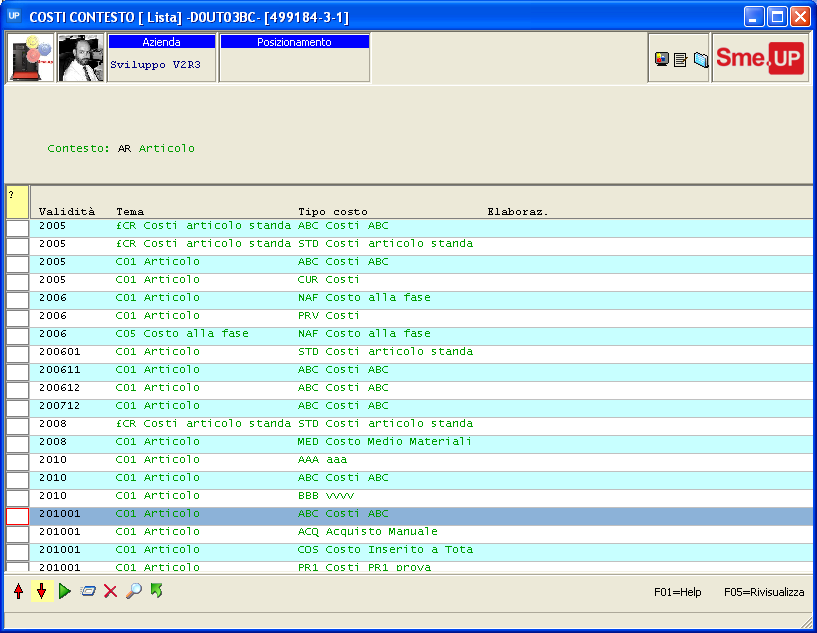 UP COSTI CONTESTO [ Lista] -D0UT03BC- [499184-3-1]
Azienda
Posizionamento
Sviluppo V2R3
Sme.UP
Contesto: AR Articolo
?
Validità Tema Tipo costo Elaboraz.
2005 £CR Costi articolo standa ABC Costi ABC
2005 £CR Costi articolo standa STD Costi articolo standa
2005 C01 Articolo ABC Costi ABC
2005 C01 Articolo CUR Costi
2006 C01 Articolo NAF Costo alla fase
2006 C01 Articolo PRV Costi
2006 C05 Costo alla fase NAF Costo alla fase
200601 C01 Articolo STD Costi articolo standa
200611 C01 Articolo ABC Costi ABC
200612 C01 Articolo ABC Costi ABC
200712 C01 Articolo ABC Costi ABC
2008 £CR Costi articolo standa STD Costi articolo standa
2008 C01 Articolo MED Costo Medio Materiali
2010 C01 Articolo AAA aaa
2010 C01 Articolo ABC Costi ABC
2010 C01 Articolo BBB vvvv
201001 C01 Articolo ABC Costi ABC
201001 C01 Articolo ACQ Acquisto Manuale
201001 C01 Articolo COS Costo Inserito a Tota
201001 C01 Articolo PR1 Costi PR1 prova
F01=Help F05=Rivisualizza